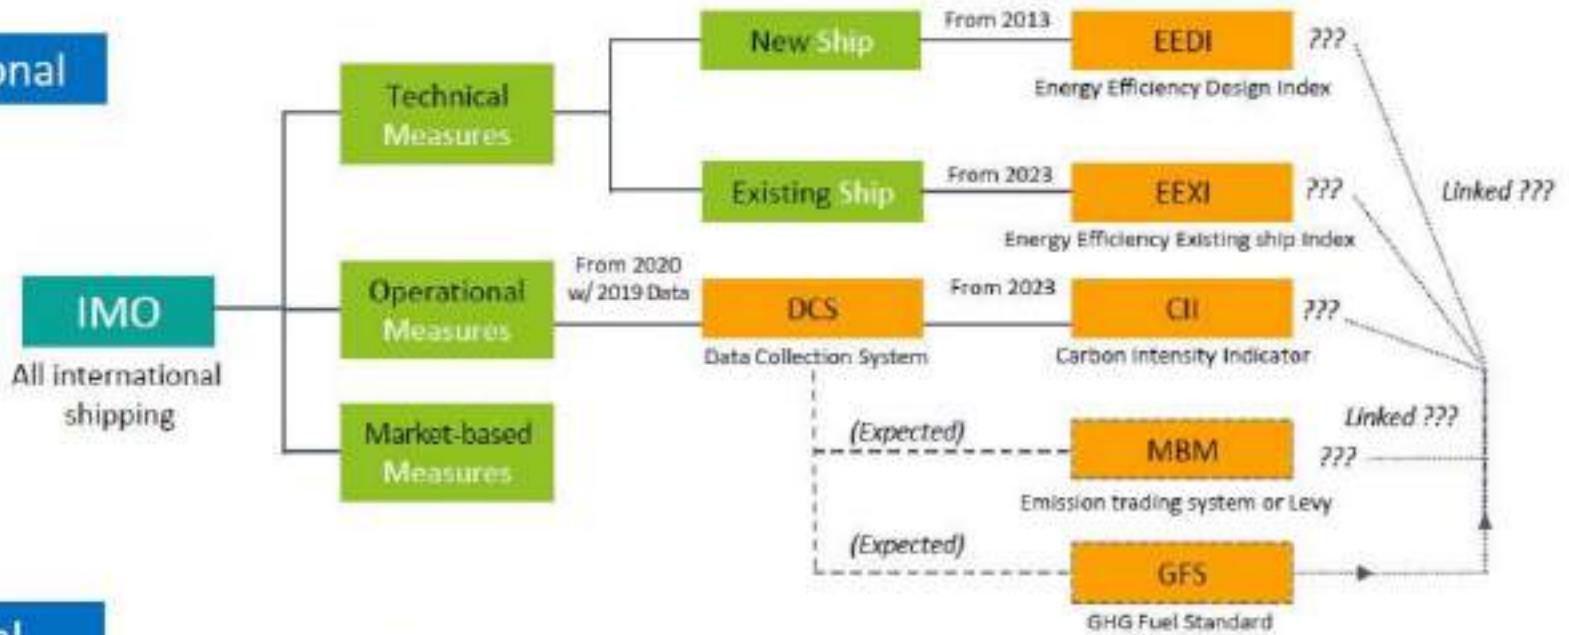 onal
New Ship
From 2013
EEDI
???
Energy Efficiency Design Index
Technical
Measures
Existing Ship
From 2023
EEXI
???
Linked ???
Energy Efficiency Existing ship Index
IMO
All international
shipping
Operational
Measures
From 2020
w/ 2019 Data
DCS
Data Collection System
From 2023
CII
???
Carbon Intensity Indicator
Market-based
Measures
(Expected)
MBM
???
Linked ???
Emission trading system or Levy
(Expected)
GFS
GHG Fuel Standard